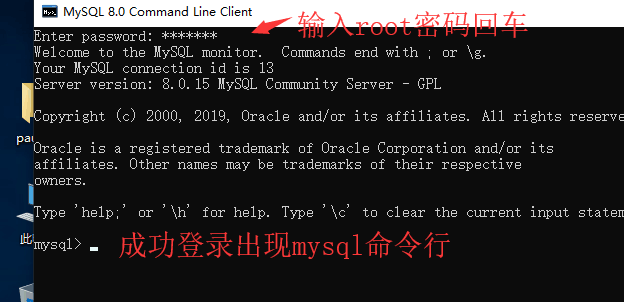 MySQL 8.0 Command Line Client
输入root密码回车
Enter password: *******
Welcome to the MySQL monitor.  Commands end with ; or \g.
Your MySQL connection id is 13
Server version: 8.0.15 MySQL Community Server - GPL
Copyright (c) 2000, 2019, Oracle and/or its affiliates. All rights reserve
Oracle is a registered trademark of Oracle Corporation and/or its
affiliates. Other names may be trademarks of their respective
owners.
Type 'help;' or '\h' for help. Type '\c' to clear the current input statem
mysql>
成功登录出现mysql命令行